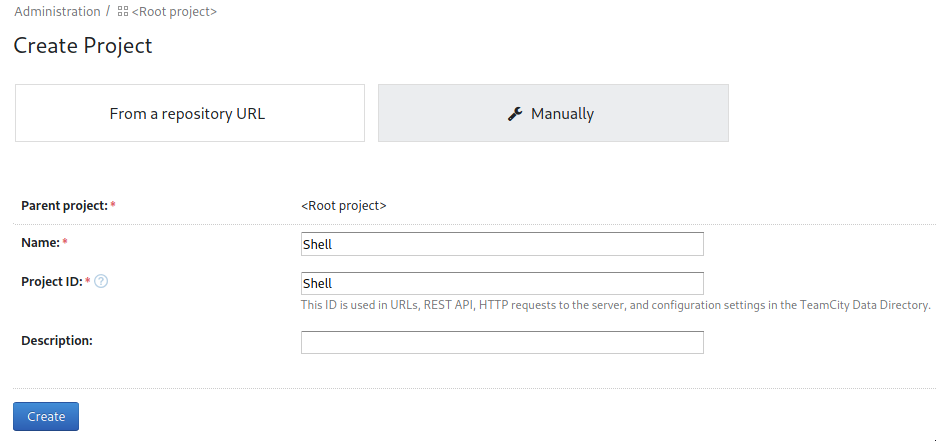 Administration / <Root project>
Create Project
From a repository URL
Manually
Parent project: * <Root project>
Name: * Shell
Project ID: * ? Shell
This ID is used in URLs, REST API, HTTP requests to the server, and configuration settings in the TeamCity Data Directory.
Description:
Create